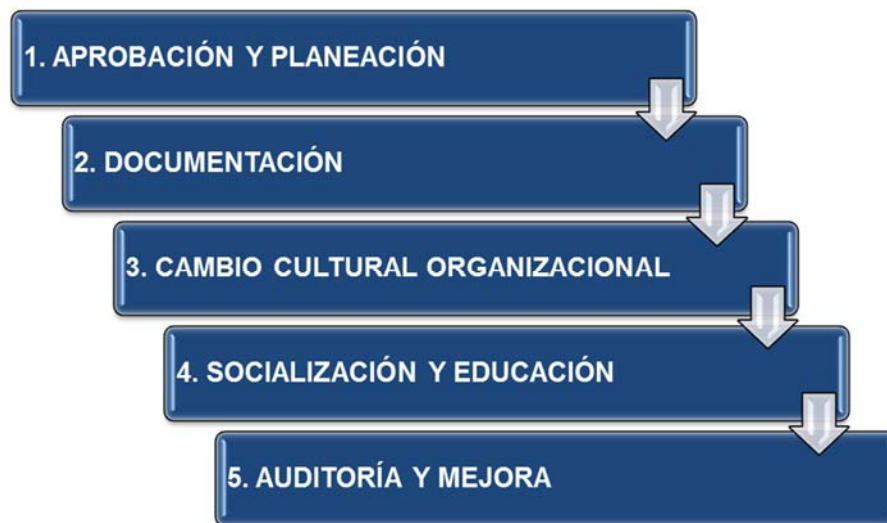 1. APROBACIÓN Y PLANEACIÓN
2. DOCUMENTACIÓN
3. CAMBIO CULTURAL ORGANIZACIONAL
4. SOCIALIZACIÓN Y EDUCACIÓN
5. AUDITORÍA Y MEJORA